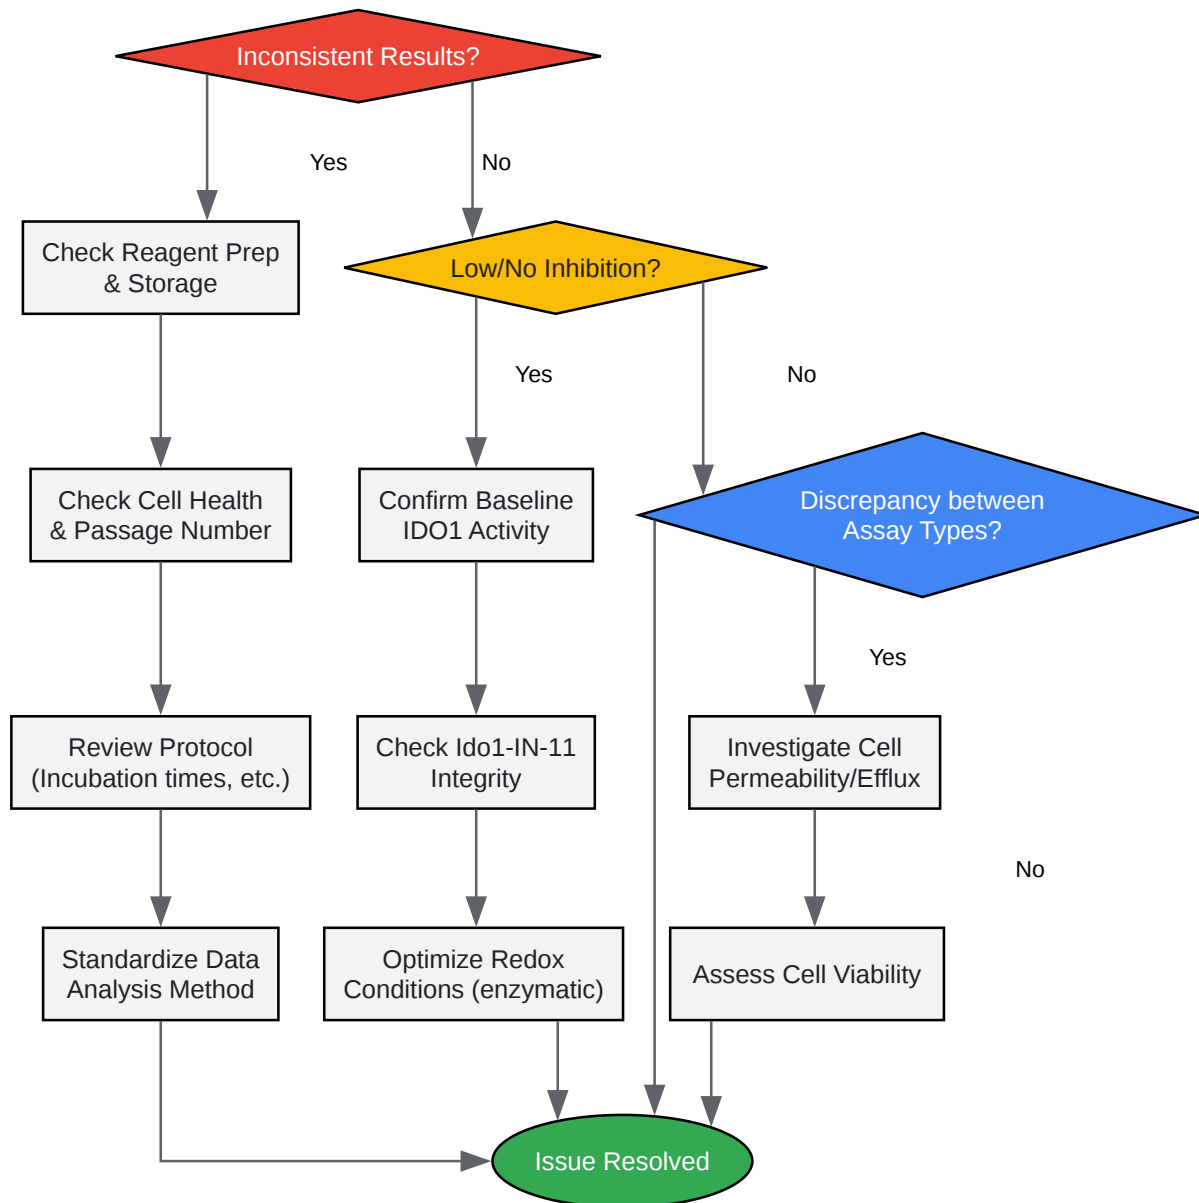 Inconsistent Results?
Yes
No
Check Reagent Prep
& Storage
Low/No Inhibition?
Yes
No
Check Cell Health
& Passage Number
Confirm Baseline
IDO1 Activity
Discrepancy between
Assay Types?
Yes
Review Protocol
(Incubation times, etc.)
Check Ido1-IN-11
Integrity
Investigate Cell
Permeability/Efflux
No
Standardize Data
Analysis Method
Optimize Redox
Conditions (enzymatic)
Assess Cell Viability
Issue Resolved